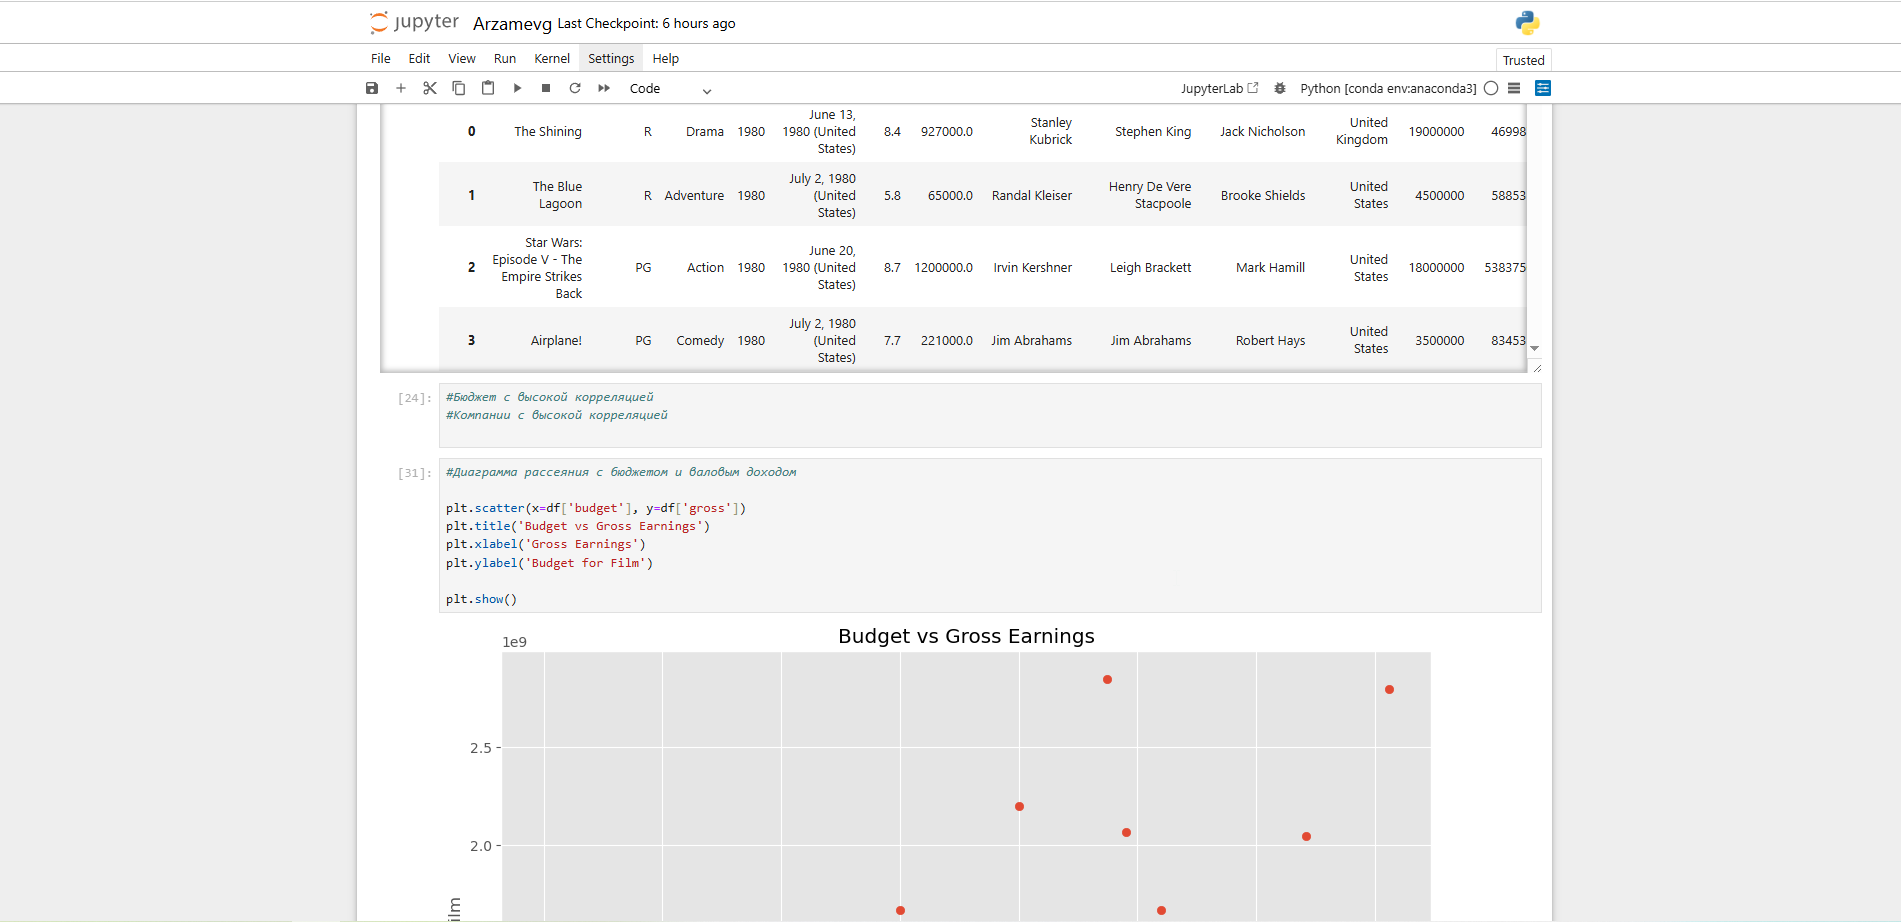 jupyter Arzamevg Last Checkpoint: 6 hours ago
File Edit View Run Kernel Settings Help
Trusted
Code
JupyterLab
Python [conda env:anaconda3]
0 The Shining R Drama 1980 June 13, 1980 (United States) 8.4 927000.0 Stanley Kubrick Stephen King Jack Nicholson United Kingdom 19000000 46998
1 The Blue Lagoon R Adventure 1980 July 2, 1980 (United States) 5.8 65000.0 Randal Kleiser Henry De Vere Stacpoole Brooke Shields United States 4500000 58853
2 Star Wars: Episode V - The Empire Strikes Back PG Action 1980 June 20, 1980 (United States) 8.7 1200000.0 Irvin Kershner Leigh Brackett Mark Hamill United States 18000000 538375
3 Airplane! PG Comedy 1980 July 2, 1980 (United States) 7.7 221000.0 Jim Abrahams Jim Abrahams Robert Hays United States 3500000 83453
[24]:
#Бюджет с высокой корреляцией
#Компании с высокой корреляцией
[31]:
#Диаграмма рассеяния с бюджетом и валовым доходом
plt.scatter(x=df['budget'], y=df['gross'])
plt.title('Budget vs Gross Earnings')
plt.xlabel('Gross Earnings')
plt.ylabel('Budget for Film')
plt.show()
Budget vs Gross Earnings
1e9
2.5
2.0